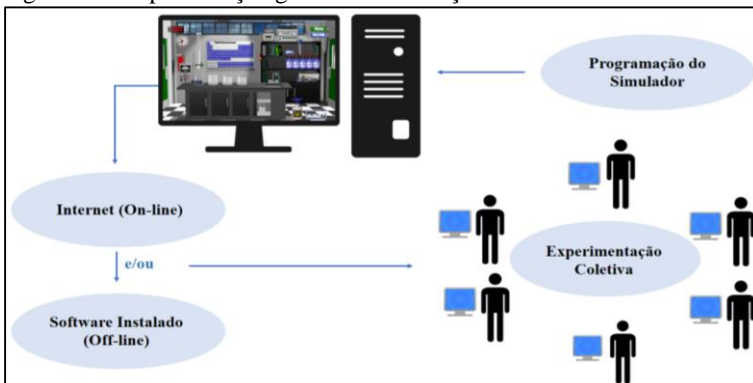 Programação do
Simulador
Internet (On-line)
e/ou
Software Instalado
(Off-line)
Experimentação
Coletiva